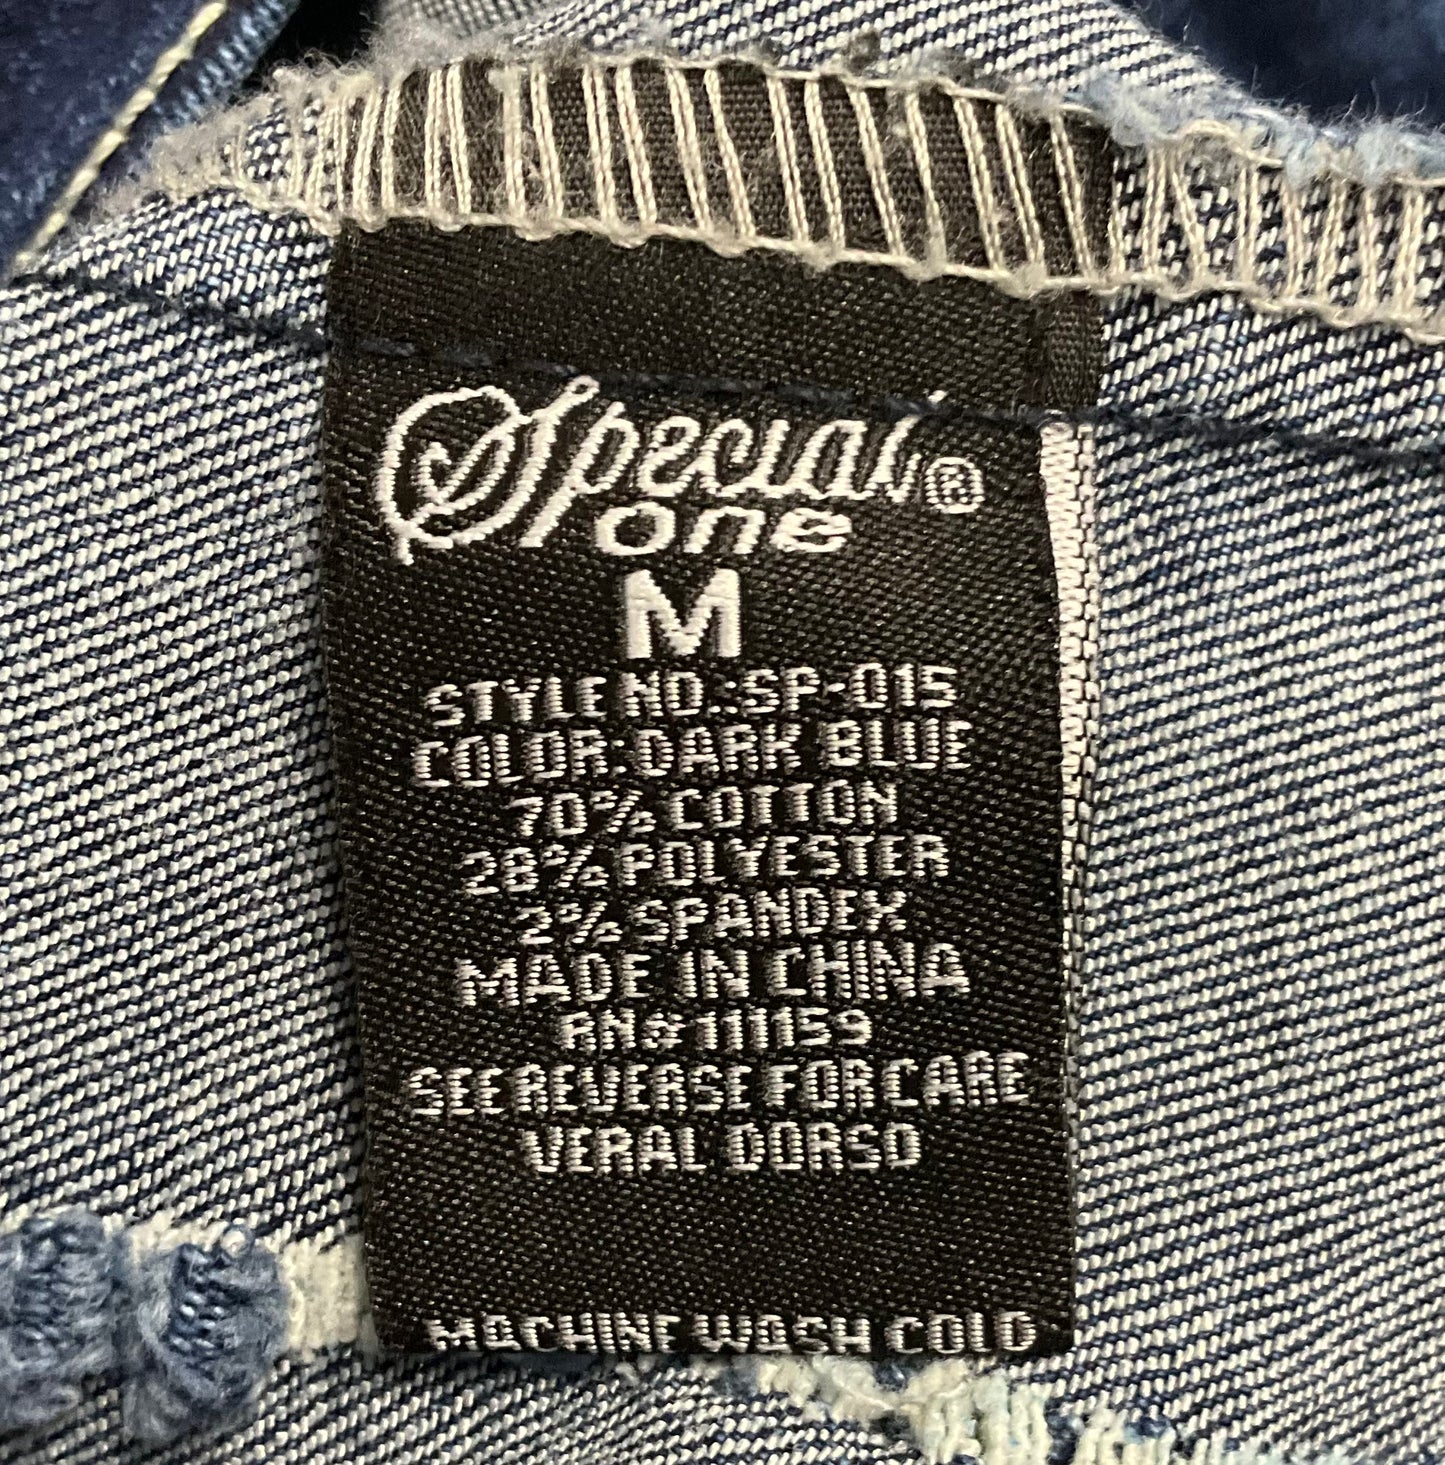 Special®
one
M
STYLE NO.:SP-015
COLOR:DARK BLUE
70% COTTON
28% POLYESTER
2% SPANDEX
MADE IN CHINA
RN#111159
SEE REVERSE FOR CARE
VERAL DORSO
MACHINE WASH COLD